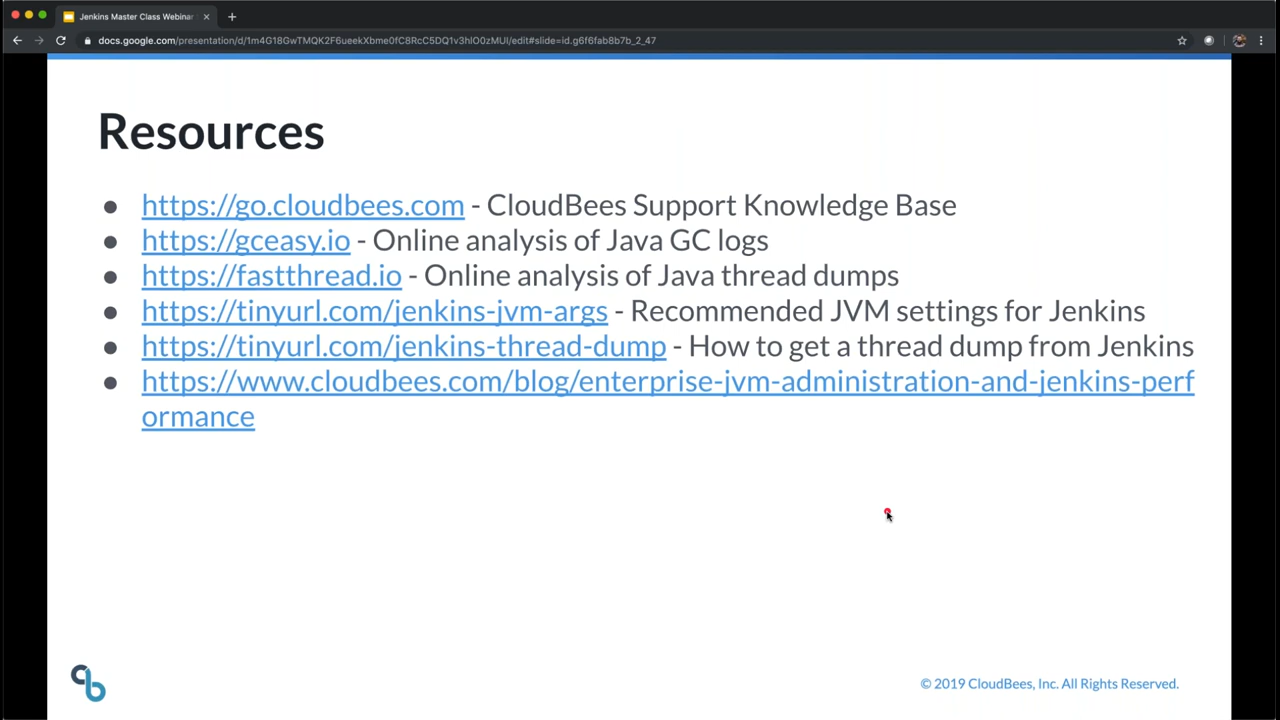 Jenkins Master Class Webinar
docs.google.com/presentation/d/1m4G18GwTMQK2F6ueekXbme0fC8RcC5DQ1v3hlO0zMUI/edit#slide=id.g6f6fab8b7b_2_47
Resources
● https://go.cloudbees.com - CloudBees Support Knowledge Base
● https://gceasy.io - Online analysis of Java GC logs
● https://fastthread.io - Online analysis of Java thread dumps
● https://tinyurl.com/jenkins-jvm-args - Recommended JVM settings for Jenkins
● https://tinyurl.com/jenkins-thread-dump - How to get a thread dump from Jenkins
● https://www.cloudbees.com/blog/enterprise-jvm-administration-and-jenkins-perf
ormance
© 2019 CloudBees, Inc. All Rights Reserved.